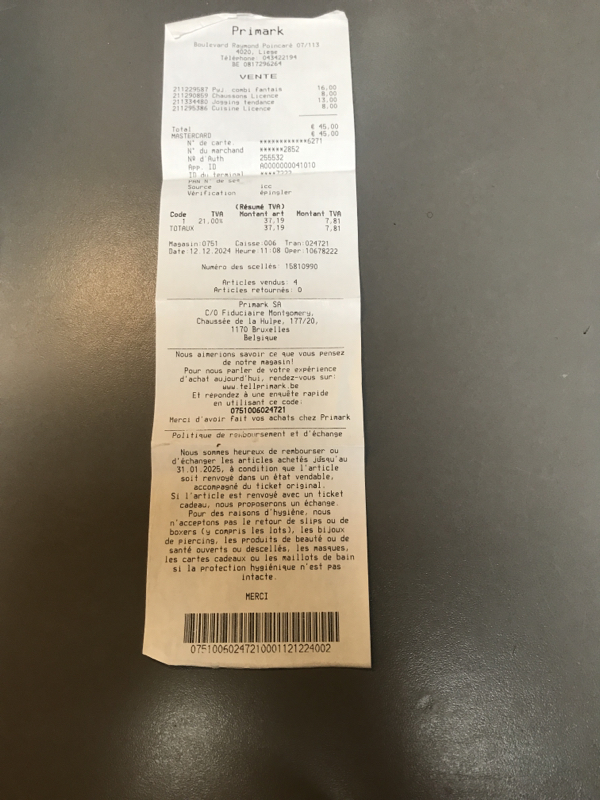 Primark
Boulevard Raymond Poincaré 07/113
4020, Liege
Téléphone: 043422194
BE 0817296264
VENTE
211229587 Puj. combi Fantais 16.00
211290859 Chaussons Licence 8.00
211334480 Jogging tendance 13.00
211295386 Cuisine Licence 8.00
Total € 45.00
MASTERCARD € 45.00
N° de carte. ************6271
N° du marchand ******2852
Nº d'Auth 255532
App. ID A0000000041010
ID du terminal ****7223
PAN N° de séq.
Source icc
Vérification épingler
(Résumé TVA)
Code TVA Montant art Montant TVA
1 21.00% 37.19 7.81
TOTAUX 37.19 7.81
Magasin:0751 Caisse:006 Tran:024721
Date:12.12.2024 Heure:11:08 Oper:10678222
Numéro des scellés: 15810990
Articles vendus: 4
Articles retournés: 0
Primark SA
C/O Fiduciaire Montgomery,
Chaussée de la Hulpe, 177/20,
1170 Bruxelles
Belgique
Nous aimerions savoir ce que vous pensez
de notre magasin!
Pour nous parler de votre expérience
d'achat aujourd'hui, rendez-vous sur:
www.tellprimark.be
Et répondez à une enquête rapide
en utilisant ce code:
0751006024721
Merci d'avoir fait vos achats chez Primark
Politique de remboursement et d'échange
Nous sommes heureux de rembourser ou
d'échanger les articles achetés jusqu'au
31.01.2025, à condition que l'article
soit renvoyé dans un état vendable,
accompagné du ticket original.
Si l'article est renvoyé avec un ticket
cadeau, nous proposerons un échange.
Pour des raisons d'hygiène, nous
n'acceptons pas le retour de slips ou de
boxers (y compris les lots), les bijoux
de piercing, les produits de beauté ou de
santé ouverts ou descellés, les masques,
les cartes cadeaux ou les maillots de bain
si la protection hygiénique n'est pas
intacte.
MERCI
07510060247210001121224002